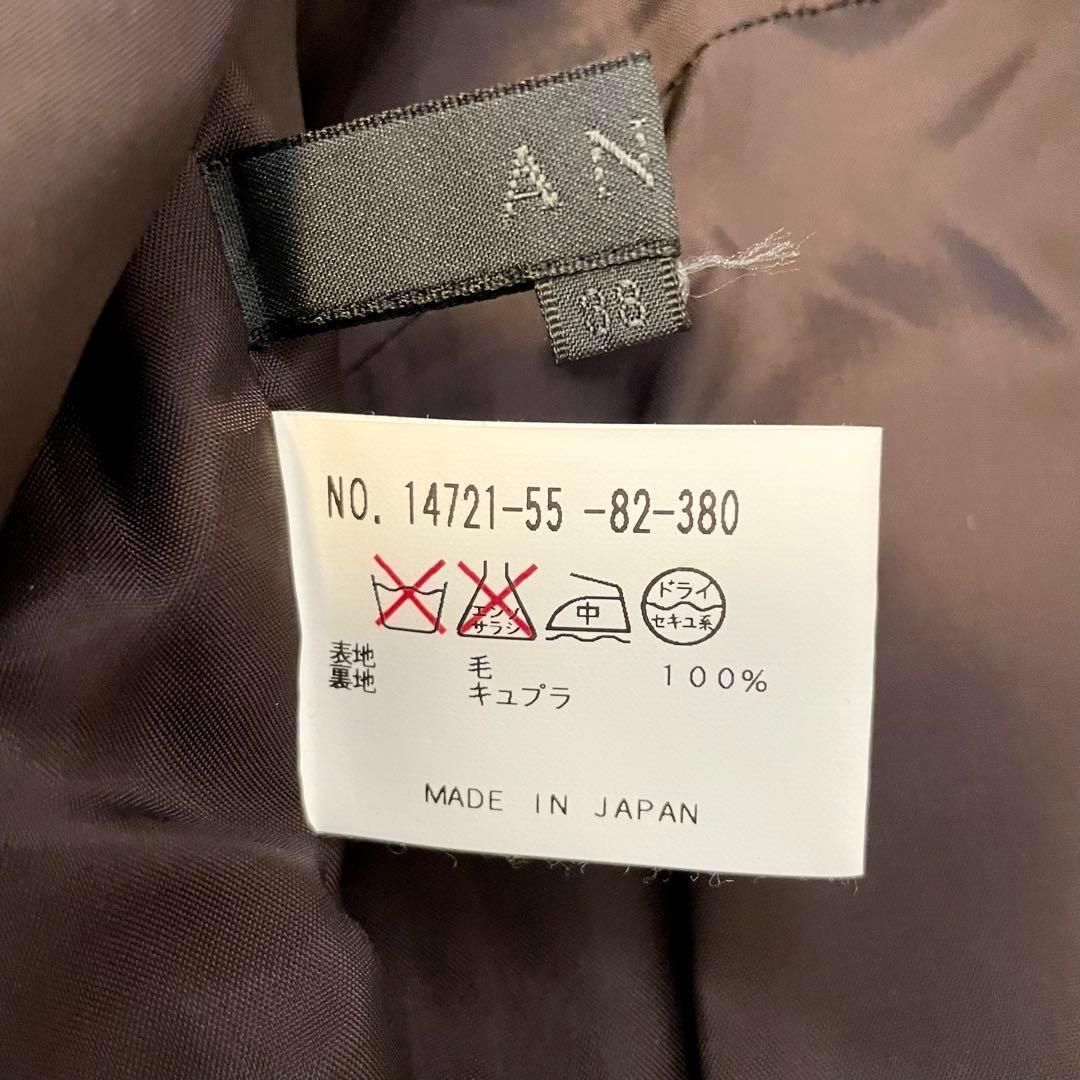 AN
38
NO. 14721-55 -82-380
エンソ
サラシ
中
ドライ
セキユ系
表地 毛 100%
裏地 キュプラ
MADE IN JAPAN